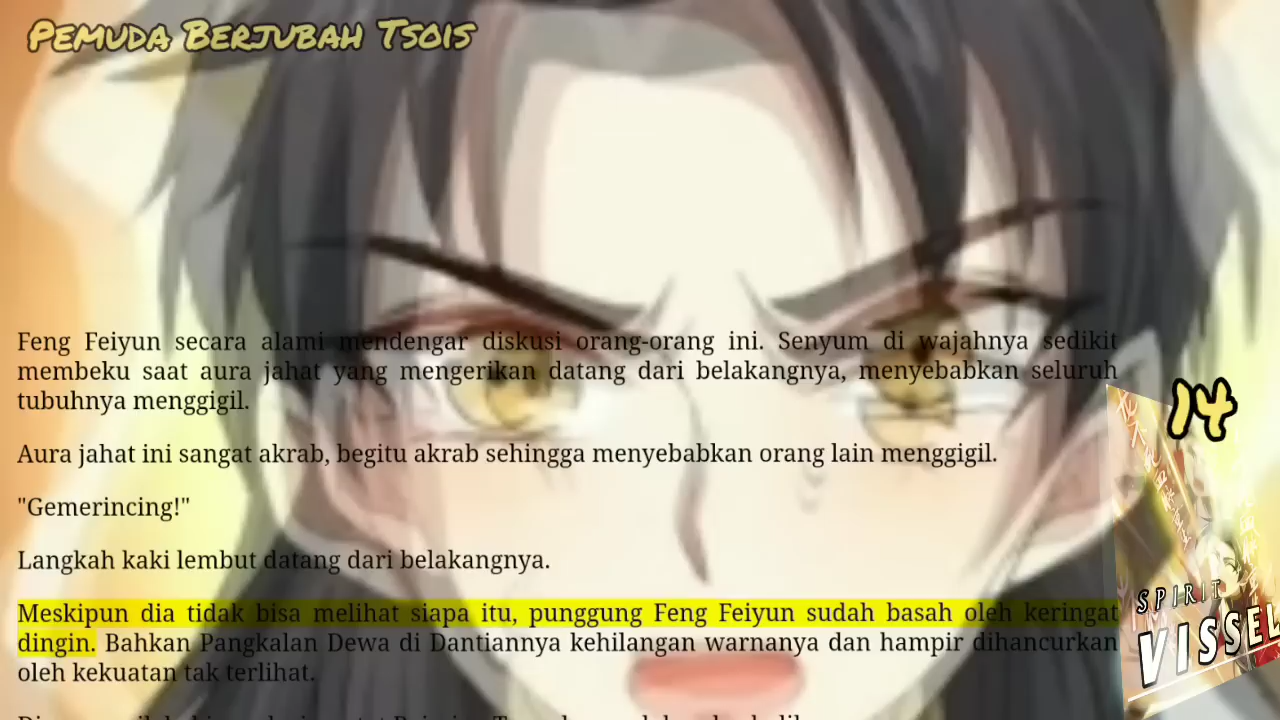 Pemuda Berjubah Tsois
Feng Feiyun secara alami mendengar diskusi orang-orang ini. Senyum di wajahnya sedikit
membeku saat aura jahat yang mengerikan datang dari belakangnya, menyebabkan seluruh
tubuhnya menggigil.
Aura jahat ini sangat akrab, begitu akrab sehingga menyebabkan orang lain menggigil.
"Gemerincing!"
Langkah kaki lembut datang dari belakangnya.
Meskipun dia tidak bisa melihat siapa itu, punggung Feng Feiyun sudah basah oleh keringat
dingin. Bahkan Pangkalan Dewa di Dantiannya kehilangan warnanya dan hampir dihancurkan
oleh kekuatan tak terlihat.
14
SPIRIT
VISSEL